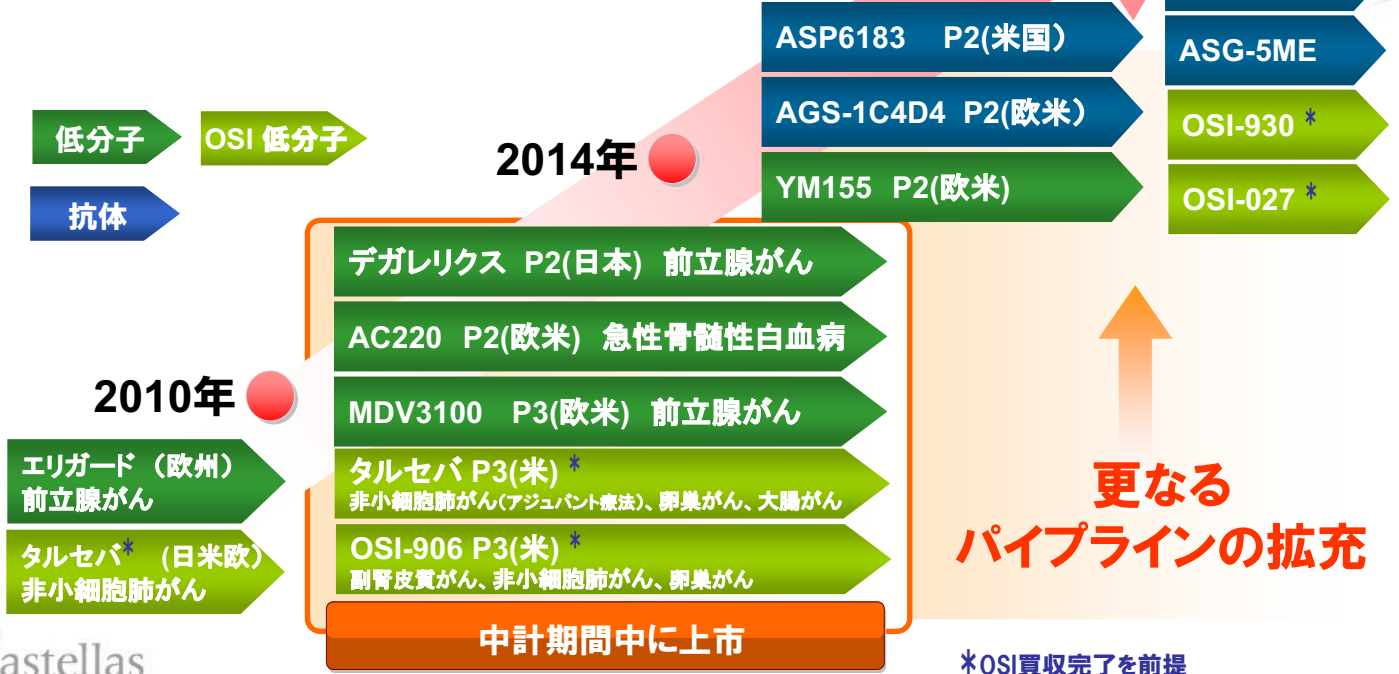 ASP6183 P2(米国)
ASG-5ME
AGS-1C4D4 P2(欧米)
OSI-930 *
YM155 P2(欧米)
OSI-027 *
低分子
OSI 低分子
抗体
2014年
デガレリクス P2(日本) 前立腺がん
AC220 P2(欧米) 急性骨髄性白血病
2010年
MDV3100 P3(欧米) 前立腺がん
エリガード (欧州)
前立腺がん
タルセバ P3(米) *
非小細胞肺がん(アジュバント療法)、卵巣がん、大腸がん
タルセバ* (日米欧)
非小細胞肺がん
OSI-906 P3(米) *
副腎皮質がん、非小細胞肺がん、卵巣がん
更なる
パイプラインの拡充
中計期間中に上市
astellas
*OSI買収完了を前提